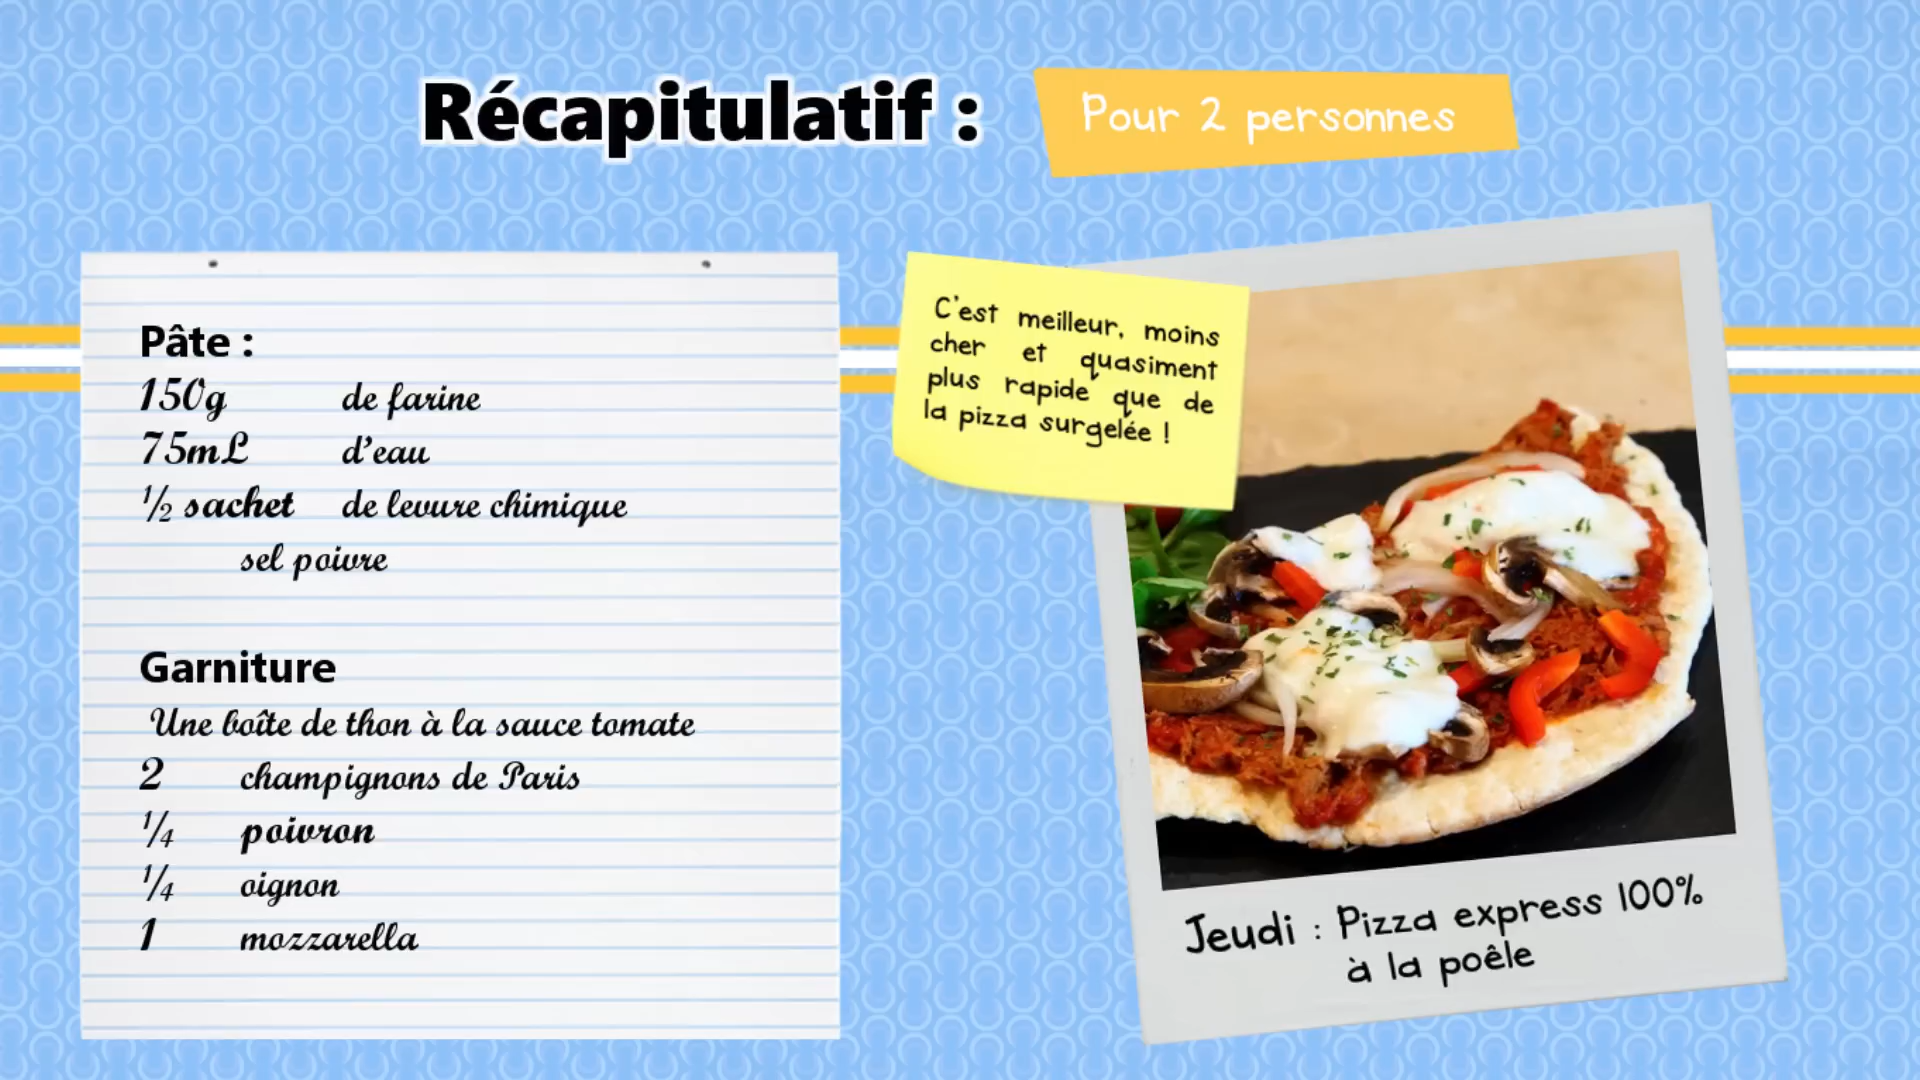 Récapitulatif :
Pour 2 personnes
Pâte :
150g de farine
75mL d'eau
½ sachet de levure chimique
sel poivre
Garniture
Une boîte de thon à la sauce tomate
2 champignons de Paris
¼ poivron
¼ oignon
1 mozzarella
C'est meilleur, moins
cher et quasiment
plus rapide que de
la pizza surgelée !
Jeudi : Pizza express 100%
à la poêle